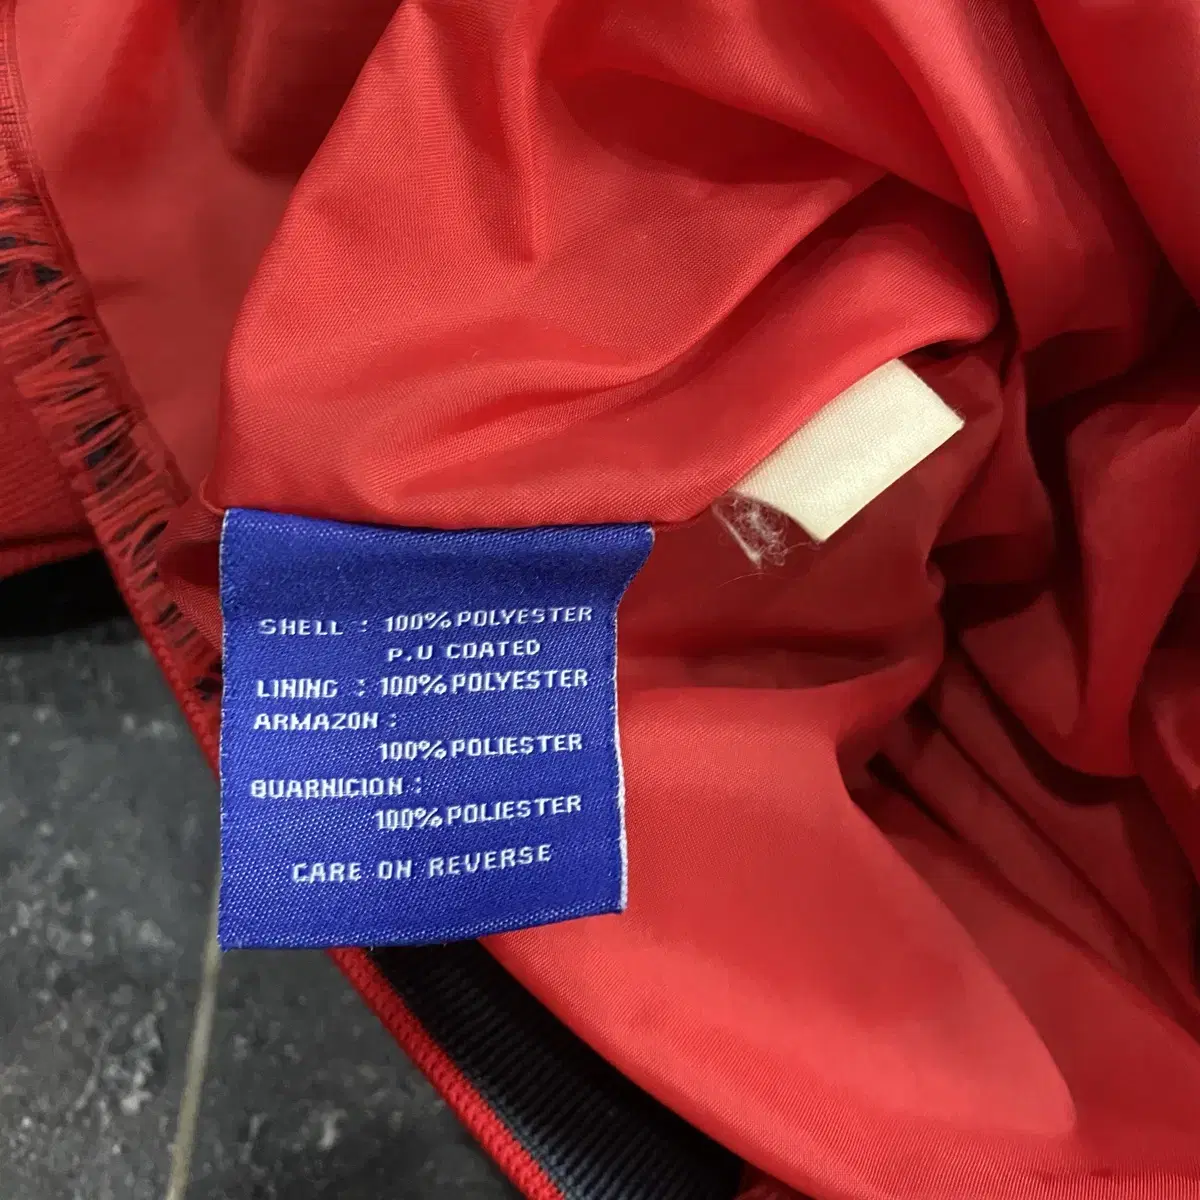 SHELL : 100% POLYESTER
P.U COATED
LINING : 100% POLYESTER
ARMAZON :
100% POLIESTER
GUARNICION :
100% POLIESTER
CARE ON REVERSE